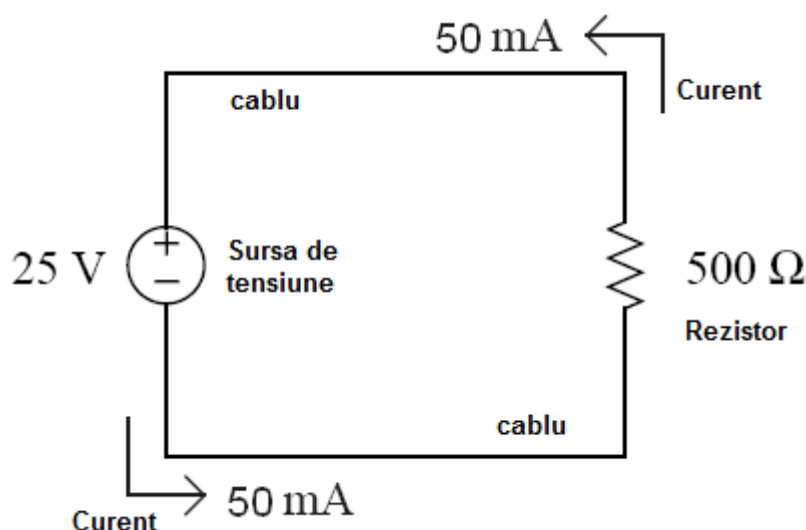 50 mA
Curent
cablu
25 V
+
Sursa de
tensiune
−
500 Ω
Rezistor
cablu
50 mA
Curent